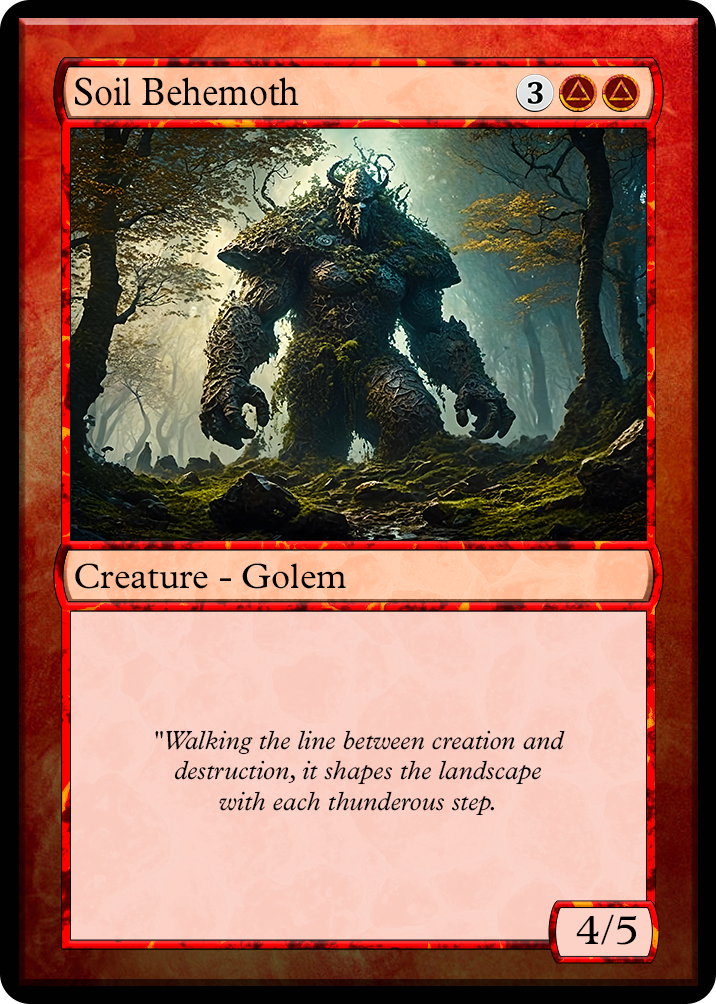 Soil Behemoth 3
Creature - Golem
"Walking the line between creation and
destruction, it shapes the landscape
with each thunderous step.
4/5